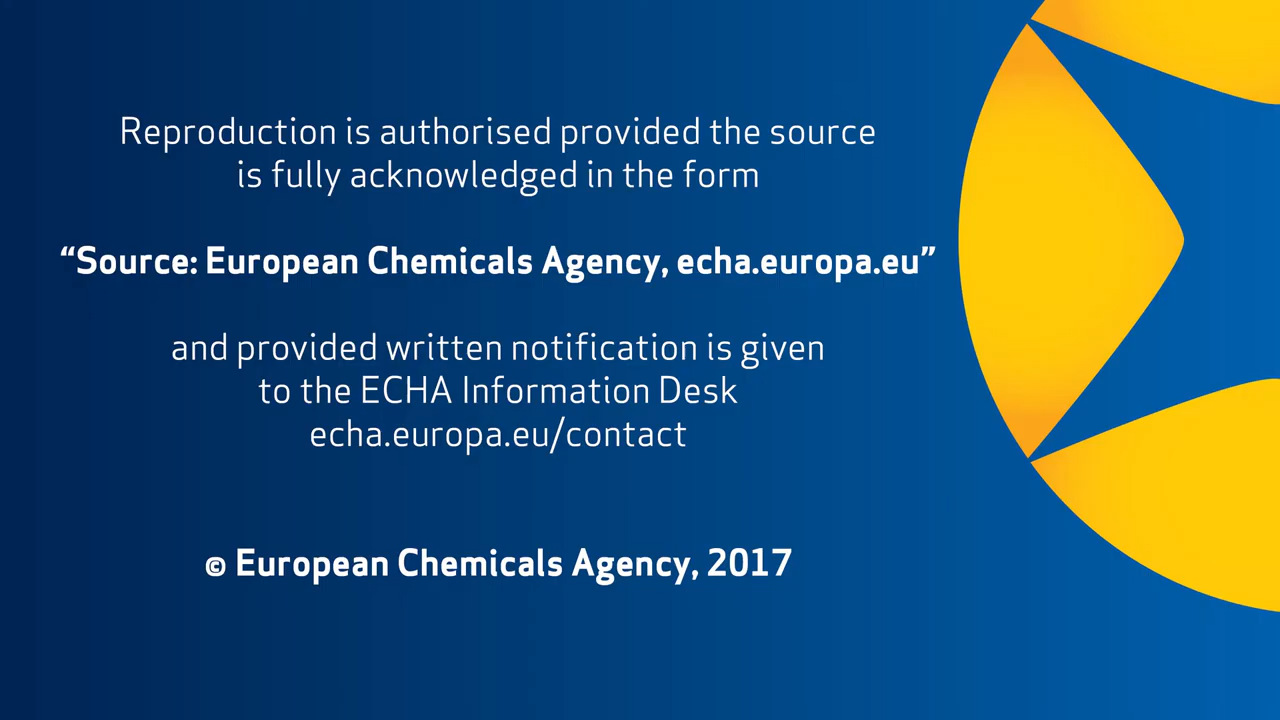 Reproduction is authorised provided the source
is fully acknowledged in the form
“Source: European Chemicals Agency, echa.europa.eu”
and provided written notification is given
to the ECHA Information Desk
echa.europa.eu/contact
© European Chemicals Agency, 2017